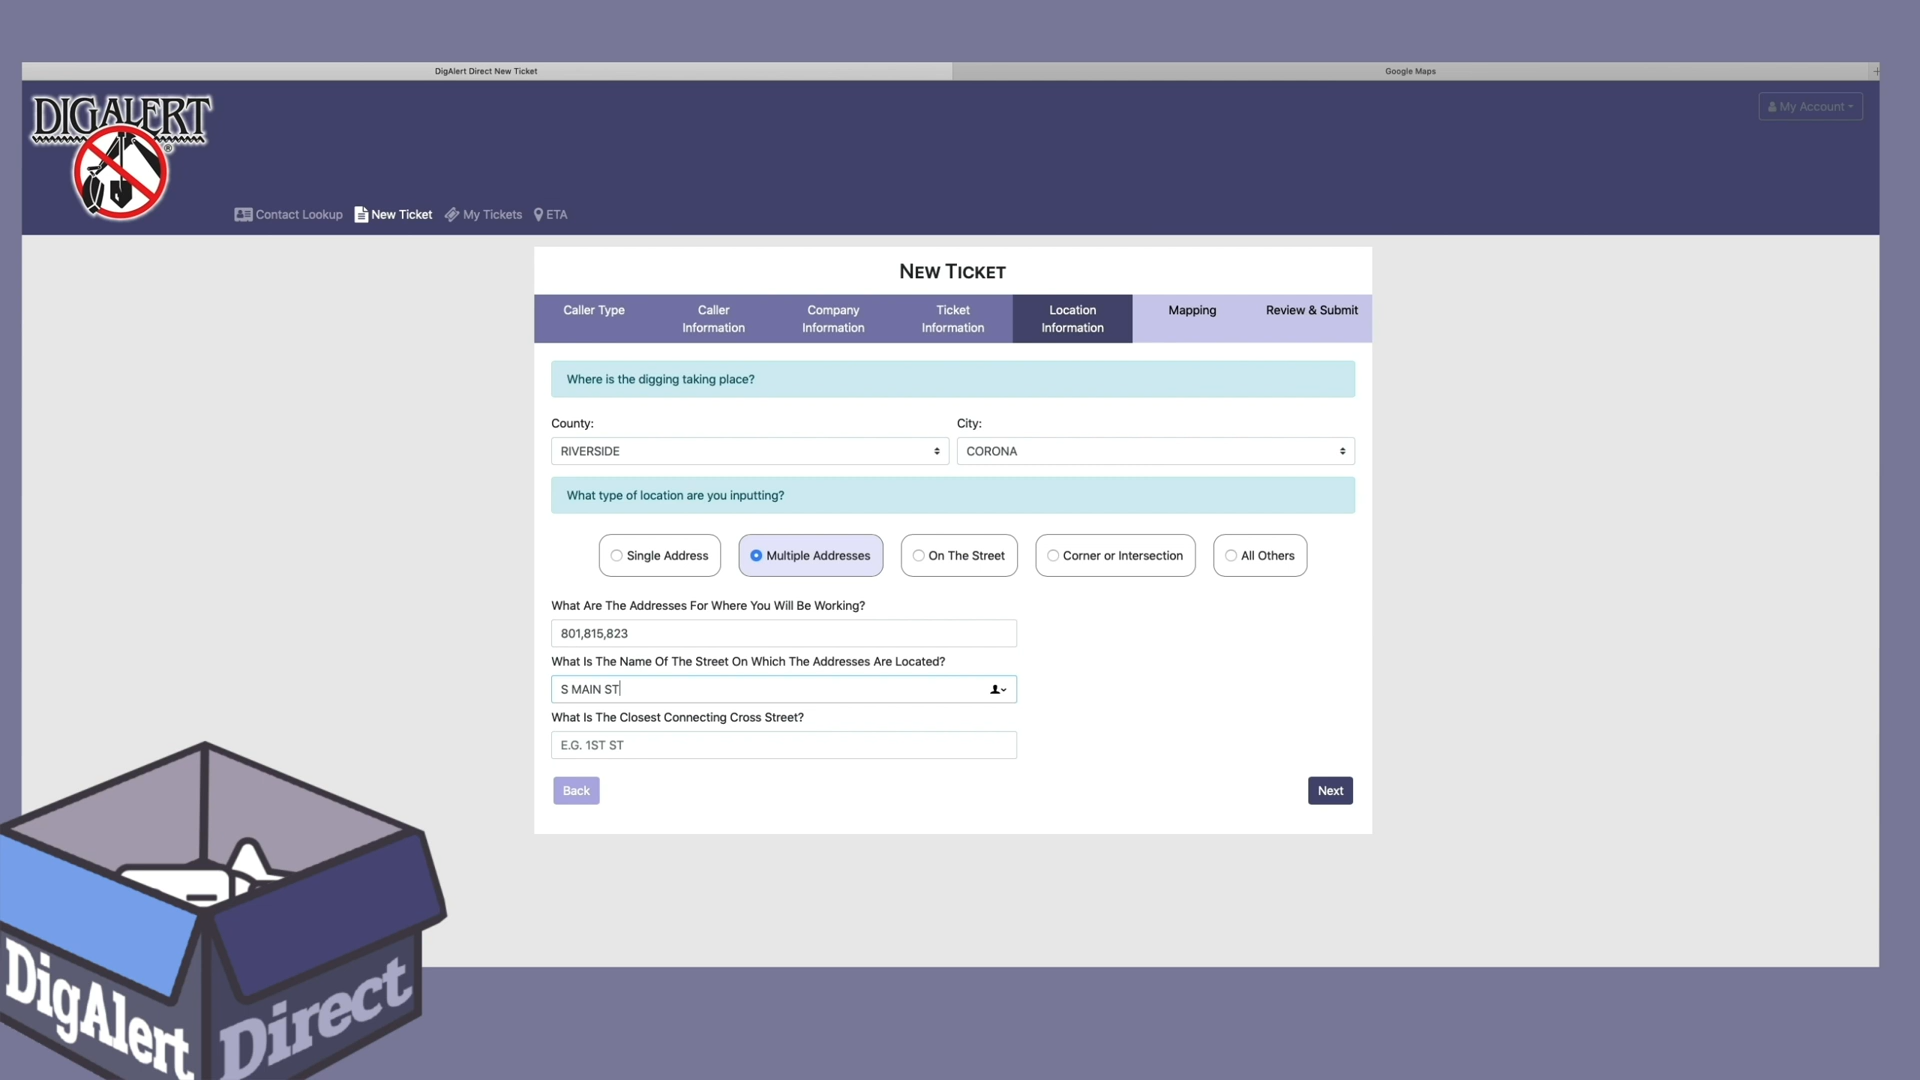 DigAlert Direct New Ticket
Google Maps
DIGALERT
®
My Account
Contact Lookup
New Ticket
My Tickets
ETA
NEW TICKET
Caller Type
Caller Information
Company Information
Ticket Information
Location Information
Mapping
Review & Submit
Where is the digging taking place?
County:
City:
RIVERSIDE
CORONA
What type of location are you inputting?
Single Address
Multiple Addresses
On The Street
Corner or Intersection
All Others
What Are The Addresses For Where You Will Be Working?
801,815,823
What Is The Name Of The Street On Which The Addresses Are Located?
S MAIN ST
What Is The Closest Connecting Cross Street?
E.G. 1ST ST
Back
Next
DigAlert
Direct